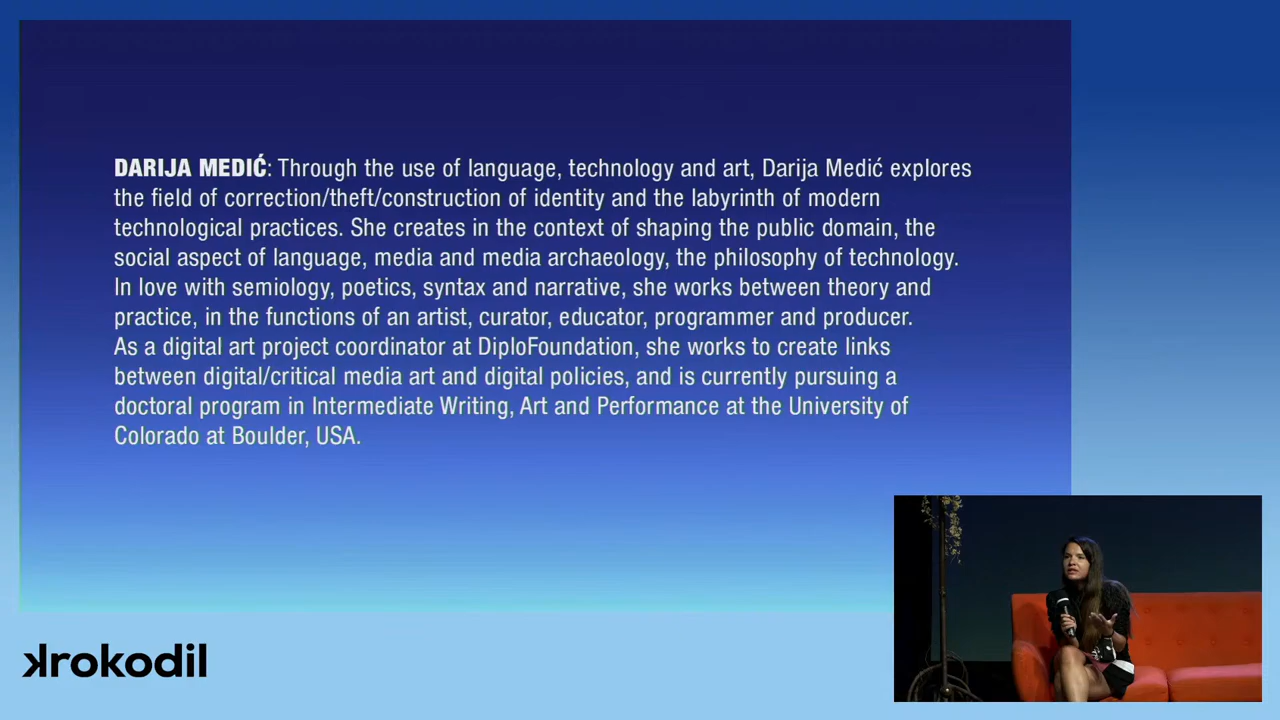 DARIJA MEDIĆ: Through the use of language, technology and art, Darija Medić explores
the field of correction/theft/construction of identity and the labyrinth of modern
technological practices. She creates in the context of shaping the public domain, the
social aspect of language, media and media archaeology, the philosophy of technology.
In love with semiology, poetics, syntax and narrative, she works between theory and
practice, in the functions of an artist, curator, educator, programmer and producer.
As a digital art project coordinator at DiploFoundation, she works to create links
between digital/critical media art and digital policies, and is currently pursuing a
doctoral program in Intermediate Writing, Art and Performance at the University of
Colorado at Boulder, USA.
krokodil